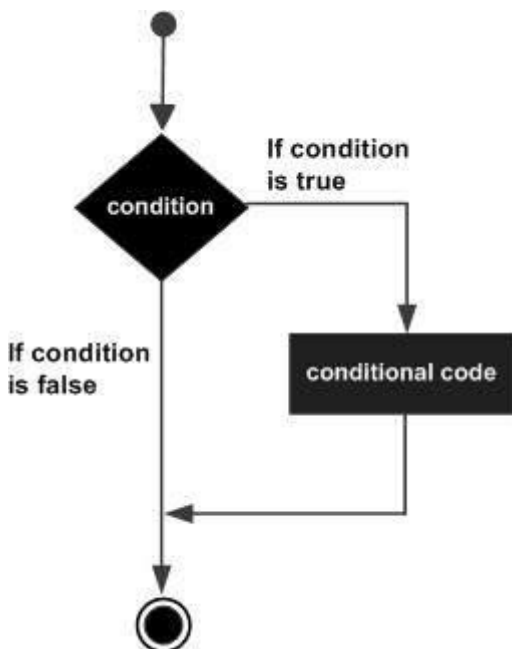 If condition
is true
condition
If condition
is false
conditional code